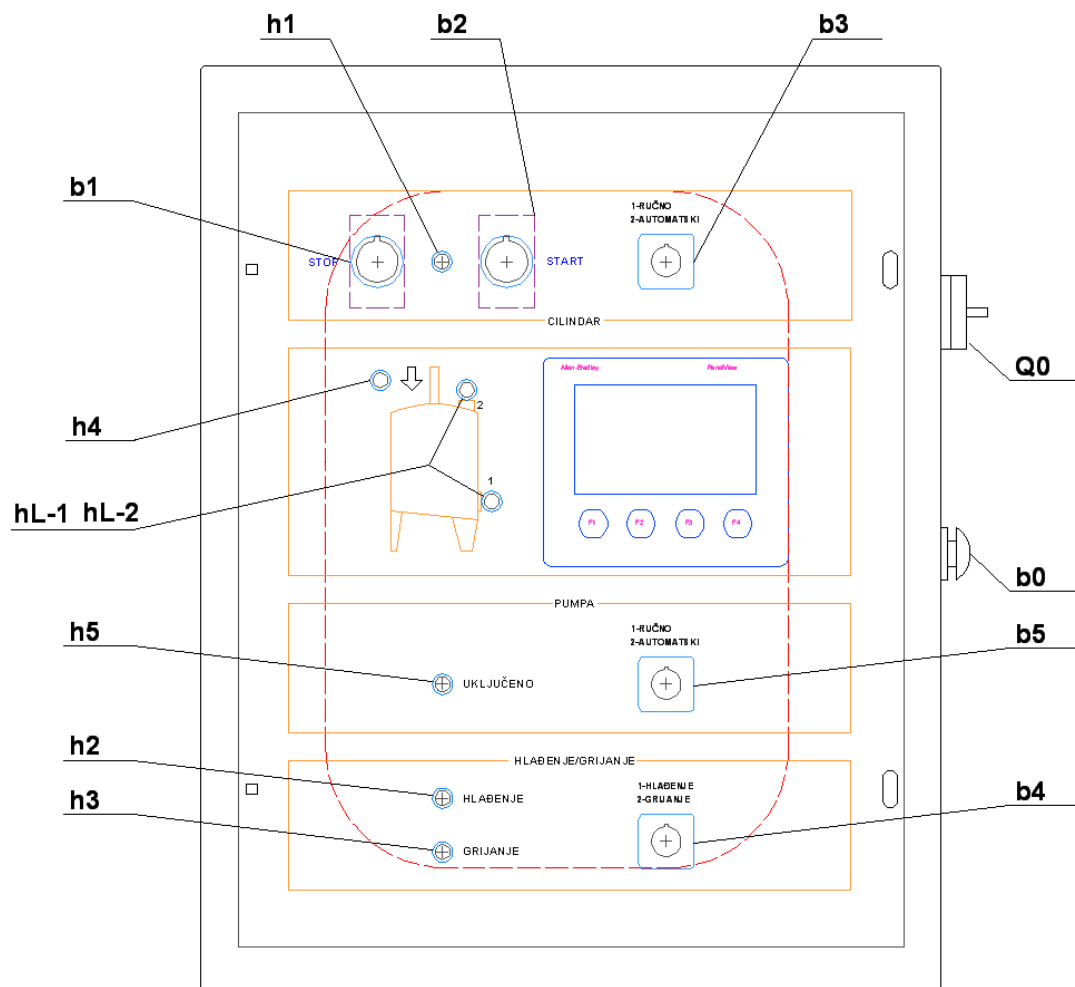 h1 b2 b3
b1
1-RUČNO
2-AUTOMATSKI
STOP START
CILINDAR
Q0
Allen-Bradley PanelView
h4
2
1
hL-1 hL-2
F1 F2 F3 F4
b0
PUMPA
h5
1-RUČNO
2-AUTOMATSKI
b5
UKLJUČENO
h2
HLAĐENJE/GRIJANJE
h3
HLAĐENJE
1-HLAĐENJE
2-GRIJANJE
b4
GRIJANJE